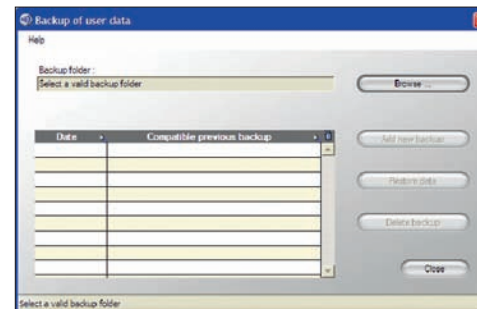 Backup of user data
Help
Backup folder :
Select a valid backup folder
Browse ...
Date Compatible previous backup
Add new backup
Restore data
Delete backup
Close
Select a valid backup folder